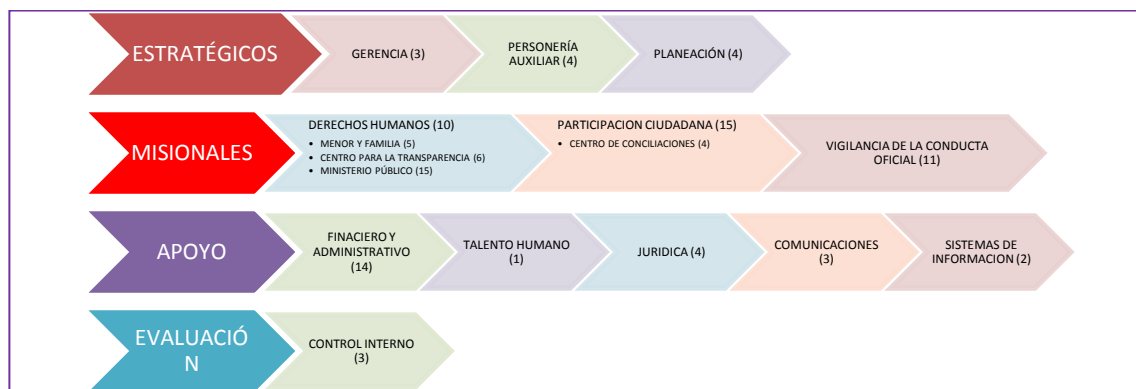 ESTRATÉGICOS
GERENCIA (3)
PERSONERÍA
AUXILIAR (4)
PLANEACIÓN (4)
MISIONALES
DERECHOS HUMANOS (10)
• MENOR Y FAMILIA (5)
• CENTRO PARA LA TRANSPARENCIA (6)
• MINISTERIO PÚBLICO (15)
PARTICIPACION CIUDADANA (15)
• CENTRO DE CONCILIACIONES (4)
VIGILANCIA DE LA CONDUCTA
OFICIAL (11)
APOYO
FINACIERO Y
ADMINISTRATIVO
(14)
TALENTO HUMANO
(1)
JURIDICA (4)
COMUNICACIONES
(3)
SISTEMAS DE
INFORMACION (2)
EVALUACIÓ
N
CONTROL INTERNO
(3)